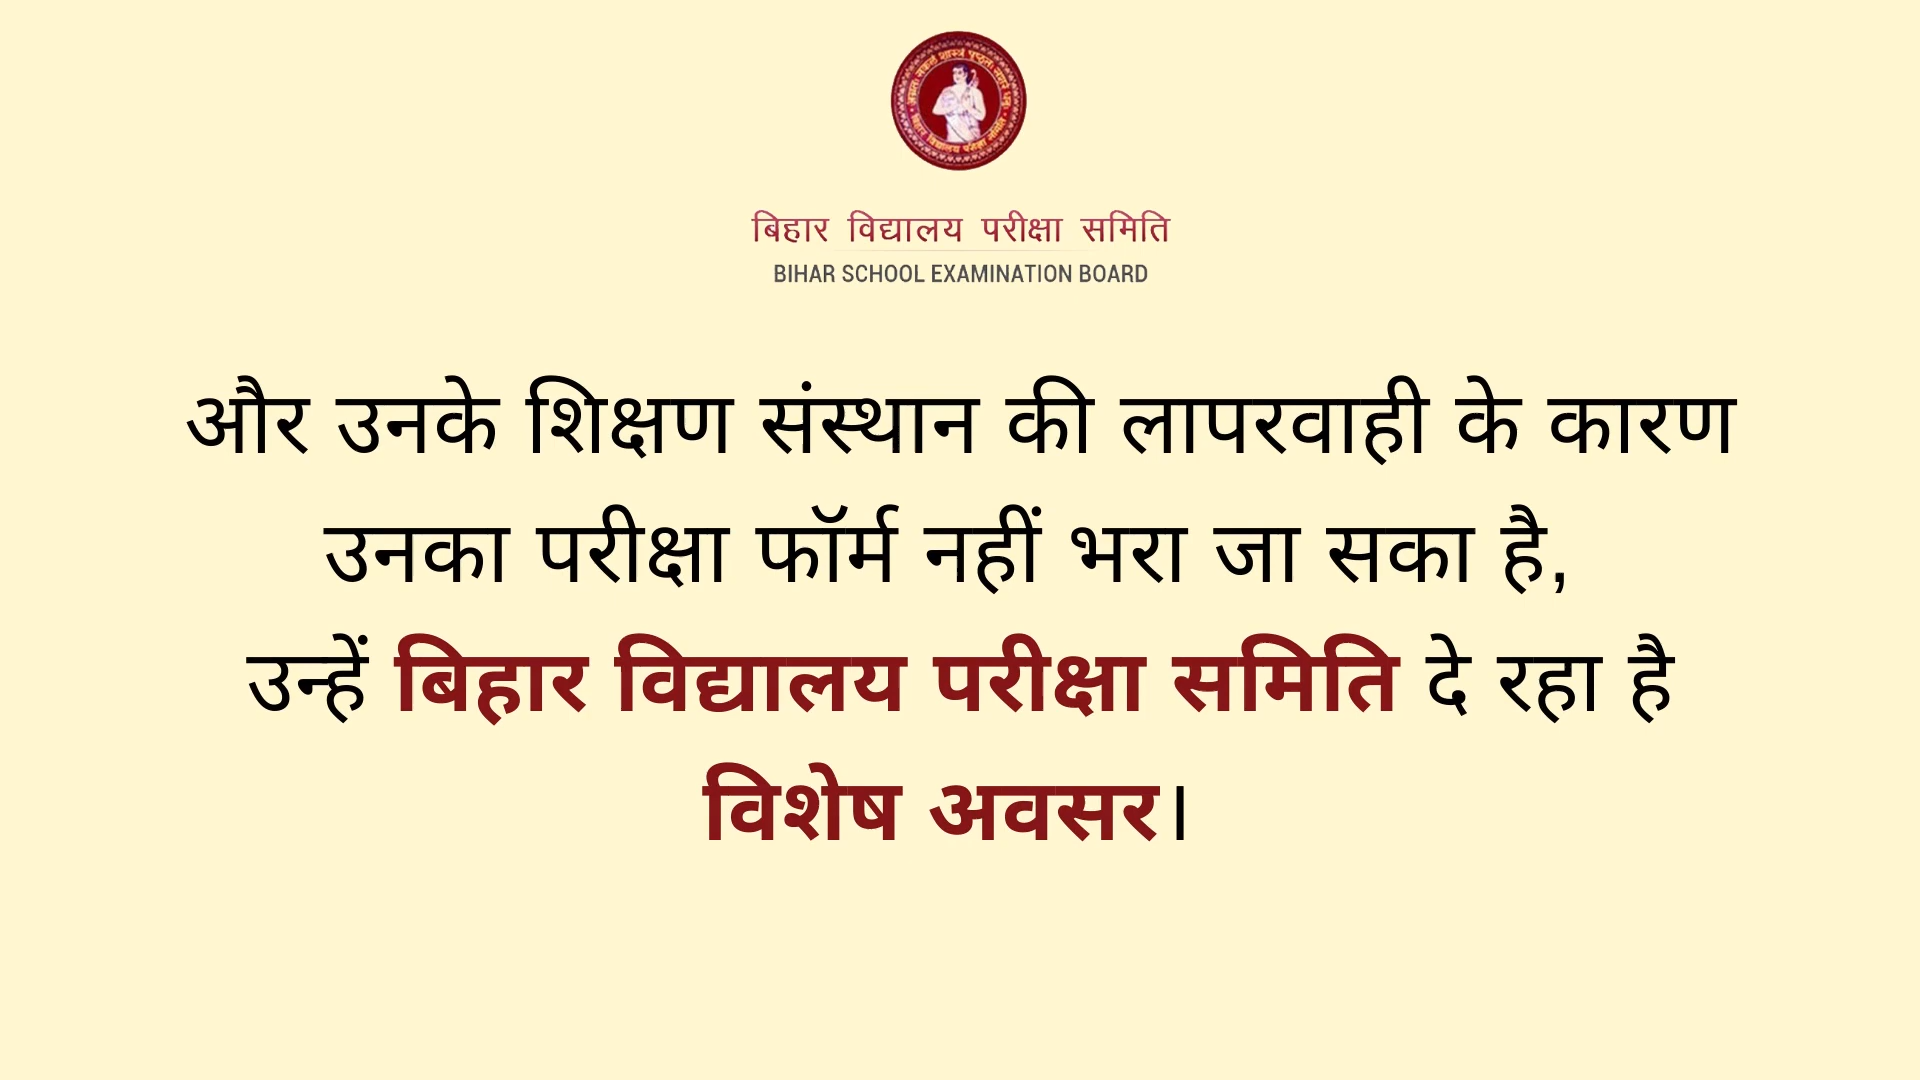 बिहार विद्यालय परीक्षा समिति
BIHAR SCHOOL EXAMINATION BOARD
और उनके शिक्षण संस्थान की लापरवाही के कारण
उनका परीक्षा फॉर्म नहीं भरा जा सका है,
उन्हें बिहार विद्यालय परीक्षा समिति दे रहा है
विशेष अवसर।